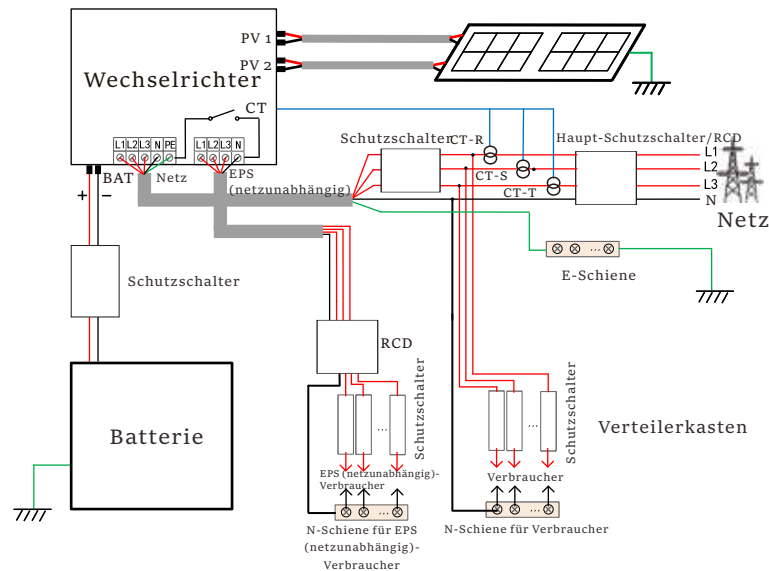 PV 1
PV 2
Wechselrichter
CT
L1 L2 L3 N PE
L1 L2 L3 N
BAT
Netz
EPS
(netzunabhängig)
+ −
Schutzschalter
CT-R
CT-S
CT-T
Haupt-Schutzschalter/RCD
L1
L2
L3
N
Netz
E-Schiene
Schutzschalter
RCD
Schutzschalter
...
Schutzschalter
...
Batterie
Verteilerkasten
EPS (netzunabhängig)-
Verbraucher
Verbraucher
...
...
N-Schiene für EPS
(netzunabhängig)-
Verbraucher
N-Schiene für Verbraucher